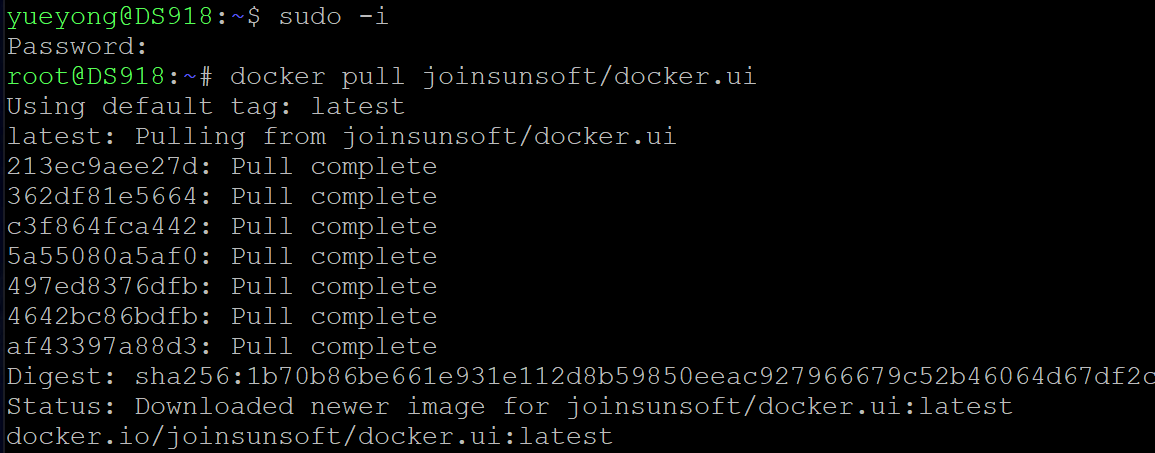 yueyong@DS918:~$ sudo -i
Password:
root@DS918:~# docker pull joinsunsoft/docker.ui
Using default tag: latest
latest: Pulling from joinsunsoft/docker.ui
213ec9aee27d: Pull complete
362df81e5664: Pull complete
c3f864fca442: Pull complete
5a55080a5af0: Pull complete
497ed8376dfb: Pull complete
4642bc86bdfb: Pull complete
af43397a88d3: Pull complete
Digest: sha256:1b70b86be661e931e112d8b59850eeac927966679c52b46064d67df2c
Status: Downloaded newer image for joinsunsoft/docker.ui:latest
docker.io/joinsunsoft/docker.ui:latest